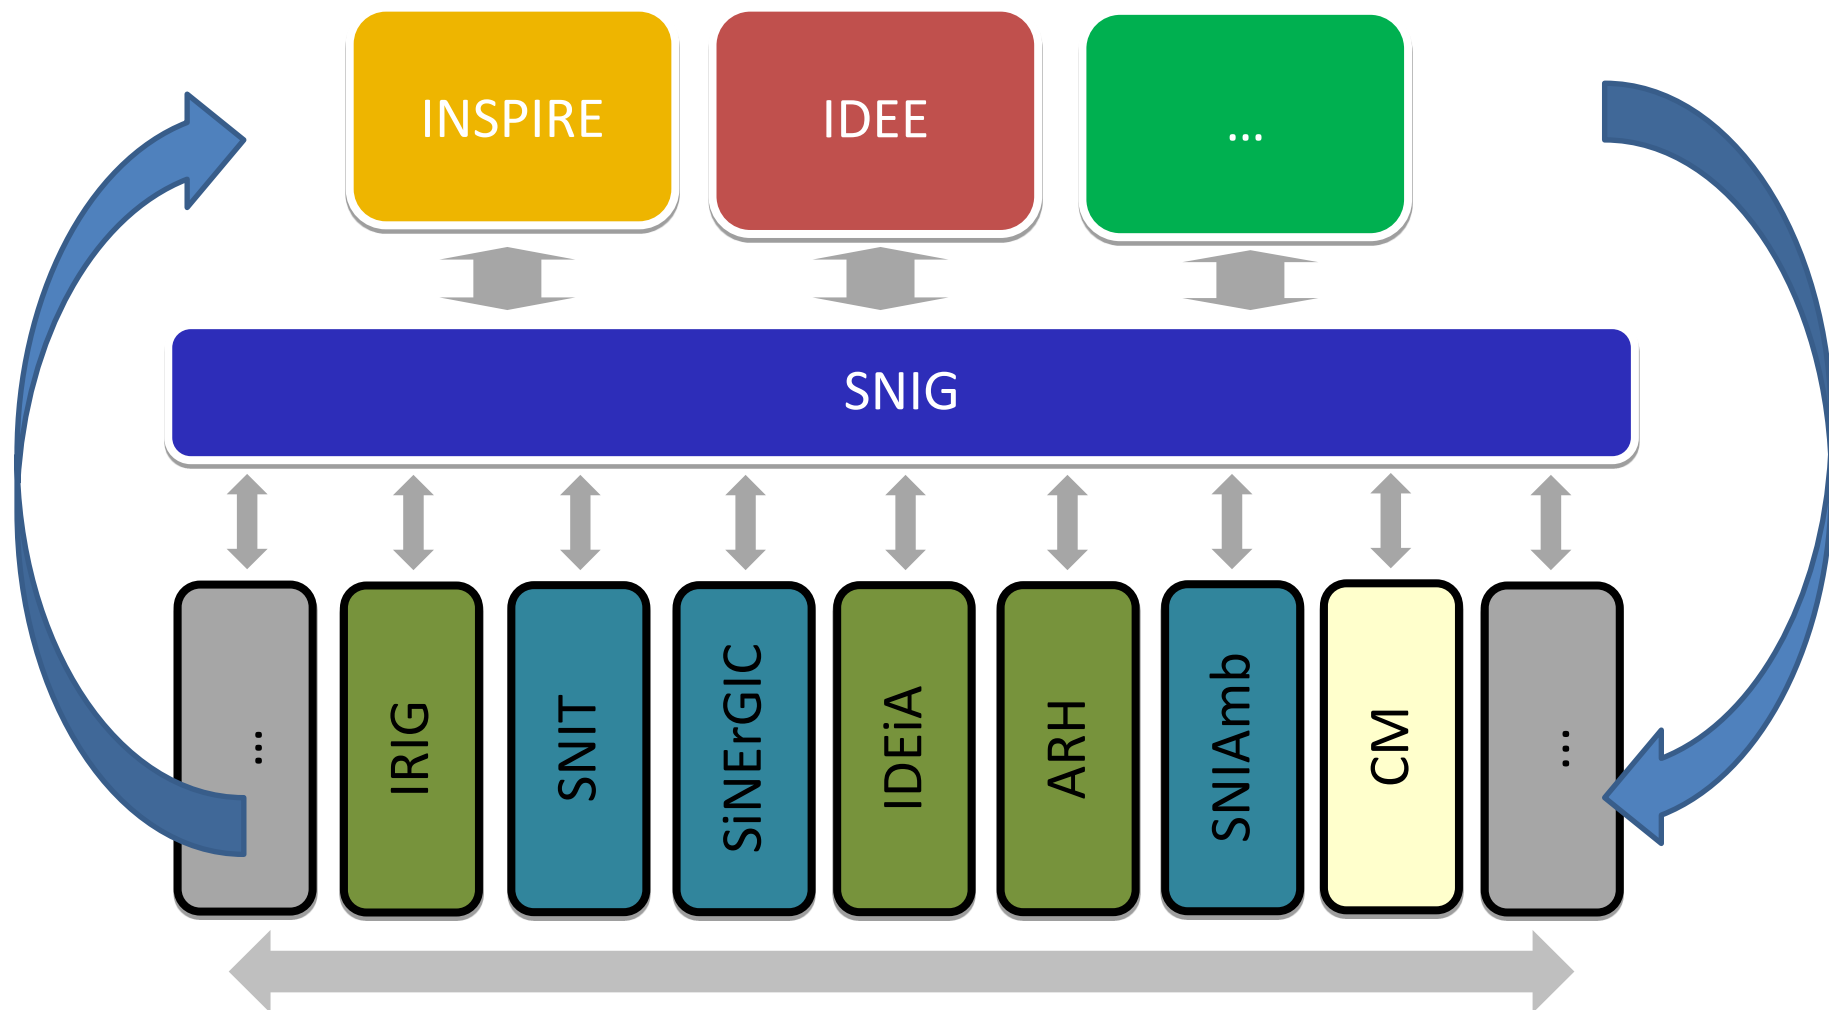 INSPIRE
IDEE
...
SNIG
...
IRIG
SNIT
SiNErGIC
IDEiA
ARH
SNIAmb
CM
...